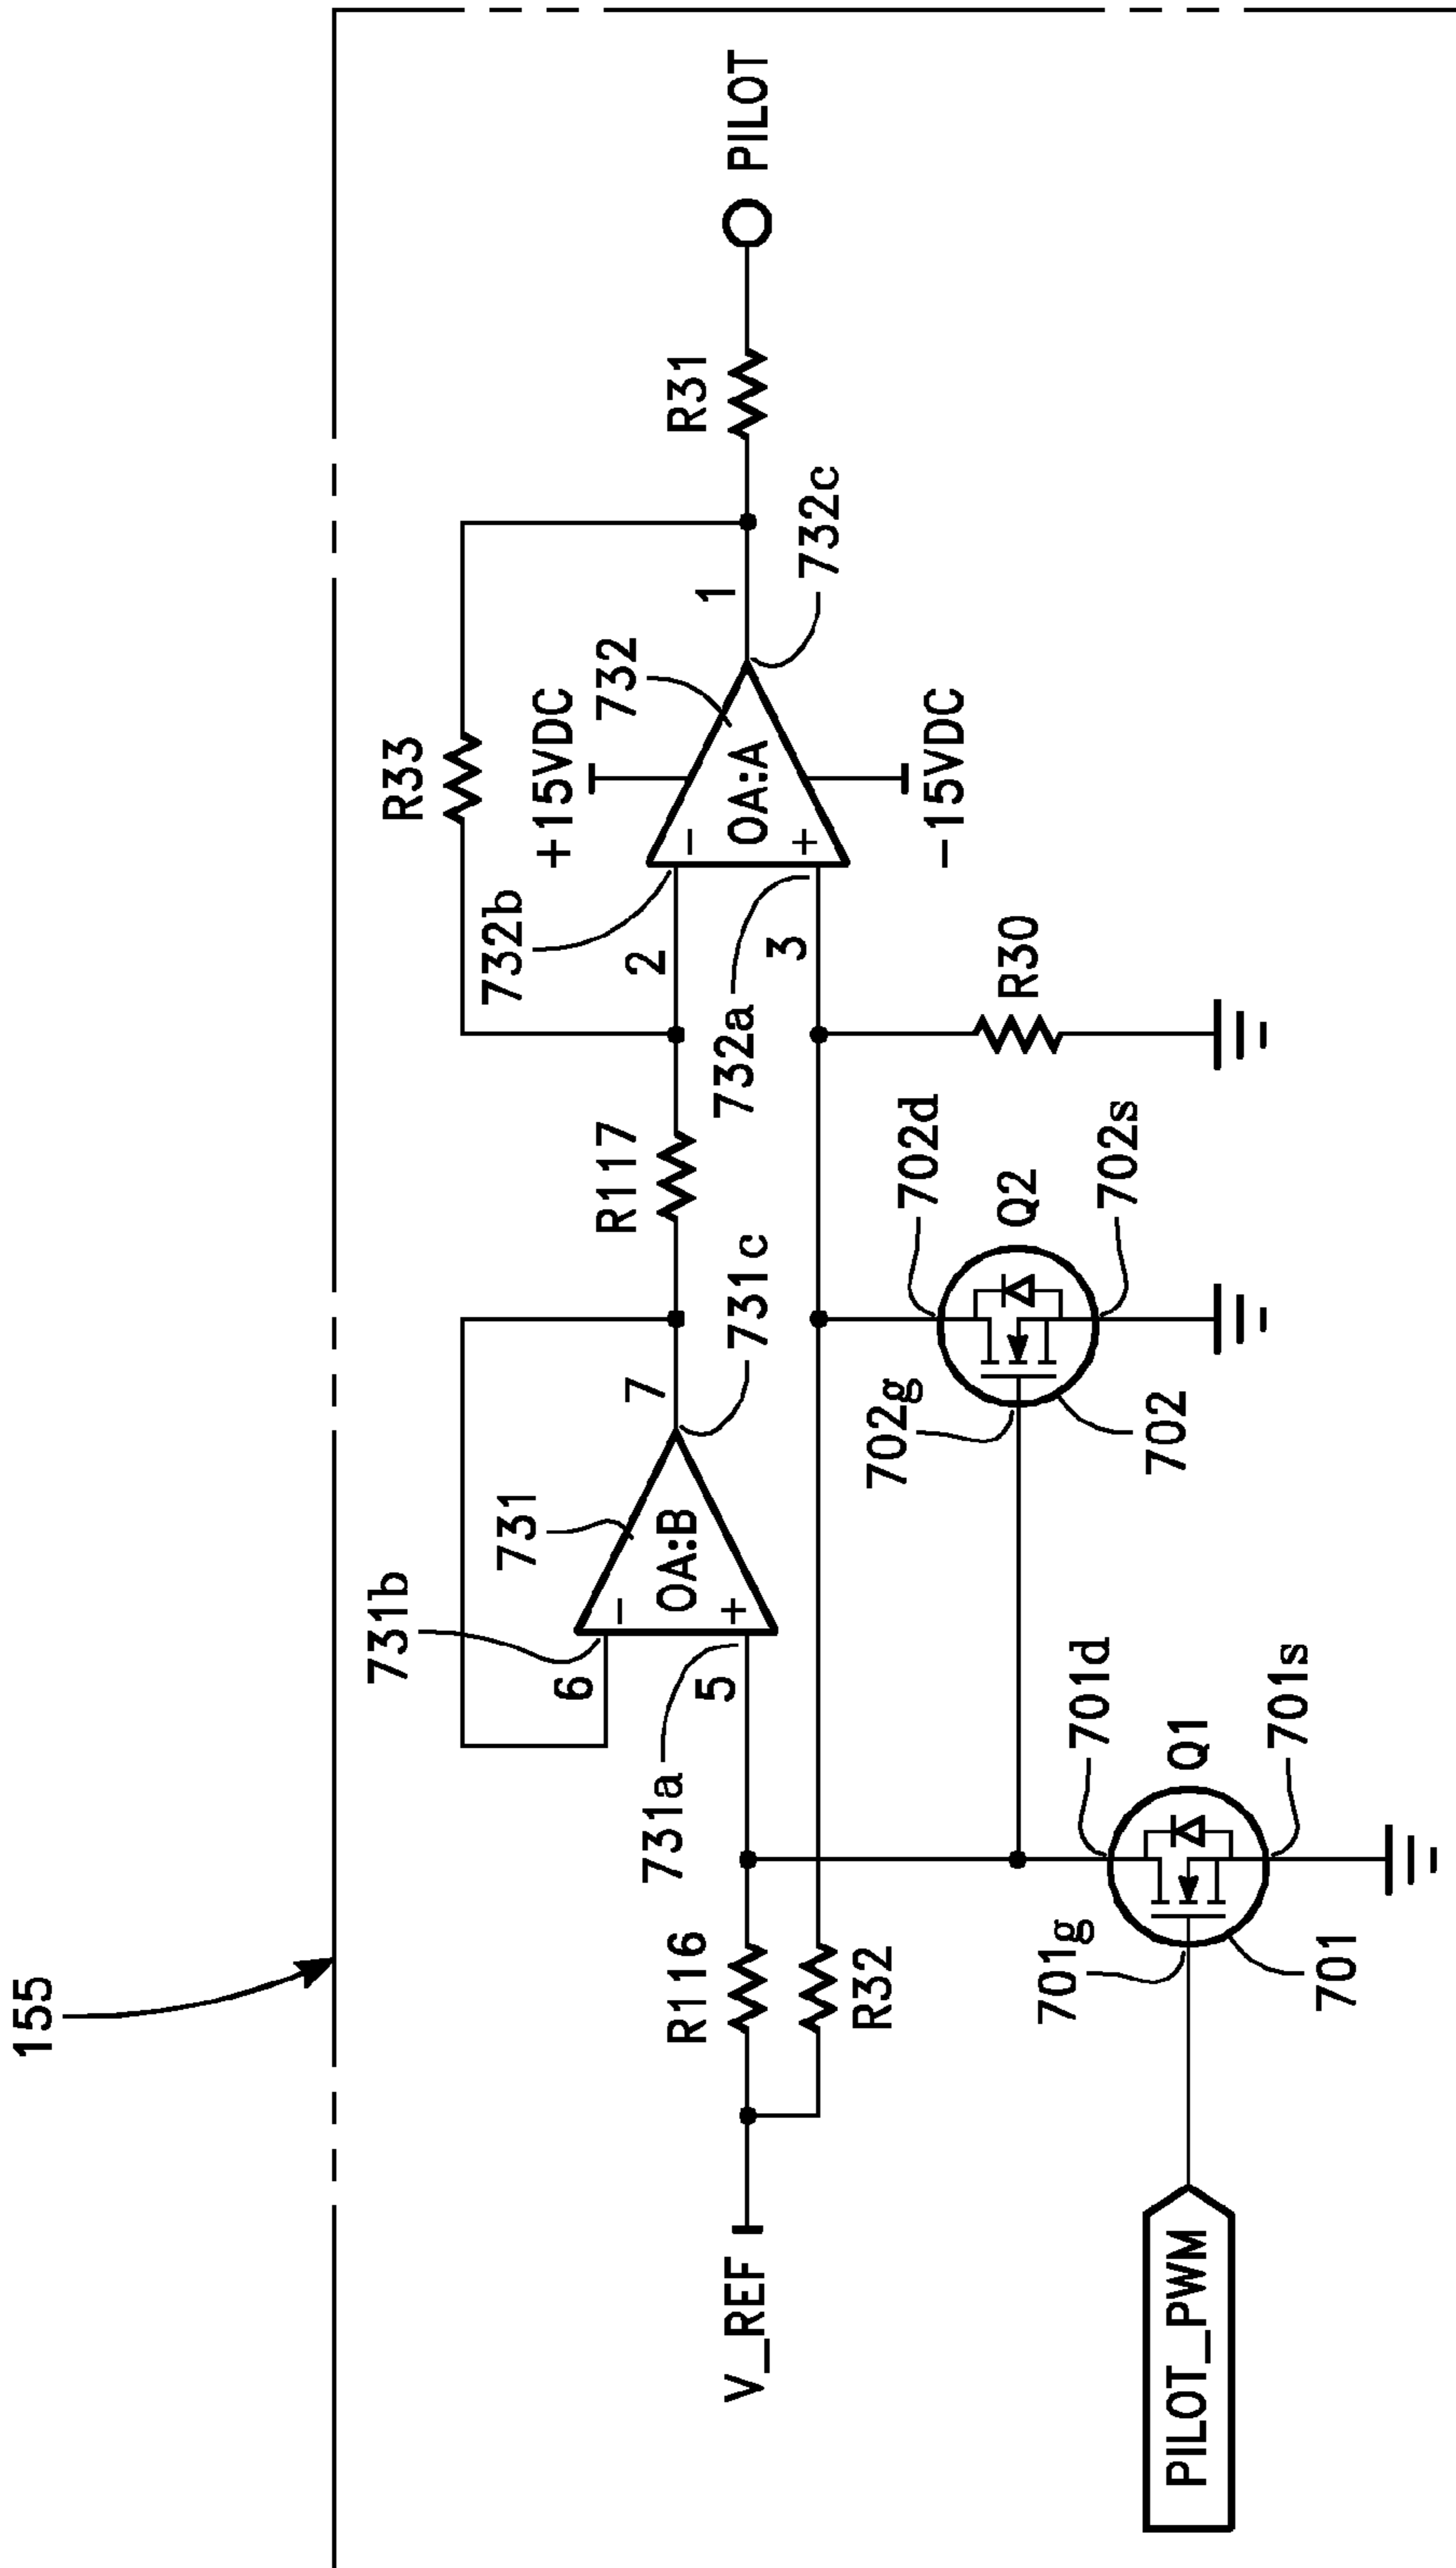 155
R33
+15VDC
732
731b
731
732b
R117
R31
PILOT
6
7
2
1
OA:B
OA:A
-
+
-
+
V_REF
R116
731a
5
731c
732a
3
732c
-15VDC
R32
702d
702g
Q2
R30
702s
702
701d
701g
Q1
701s
701
PILOT_PWM